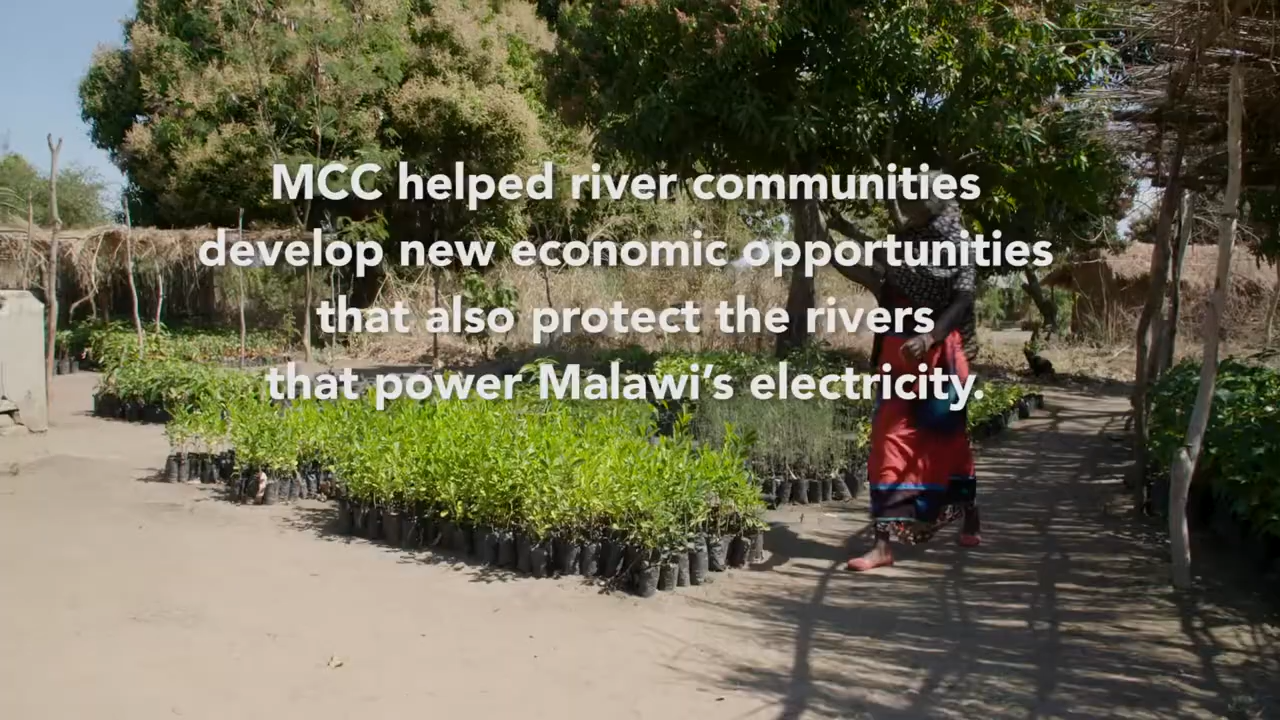 MCC helped river communities
develop new economic opportunities
that also protect the rivers
that power Malawi’s electricity.